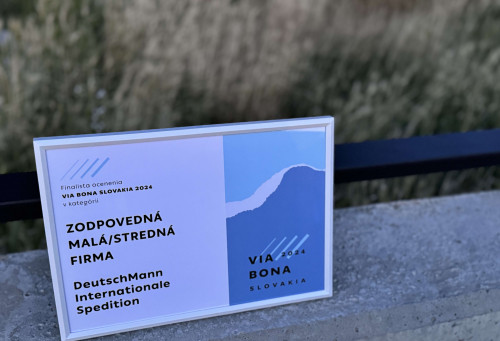 Finalista ocenenia
VIA BONA SLOVAKIA 2024
v kategórii
ZODPOVEDNÁ
MALÁ/STREDNÁ
FIRMA
DeutschMann
Internationale
Spedition
VIA 2024
BONA
SLOVAKIA